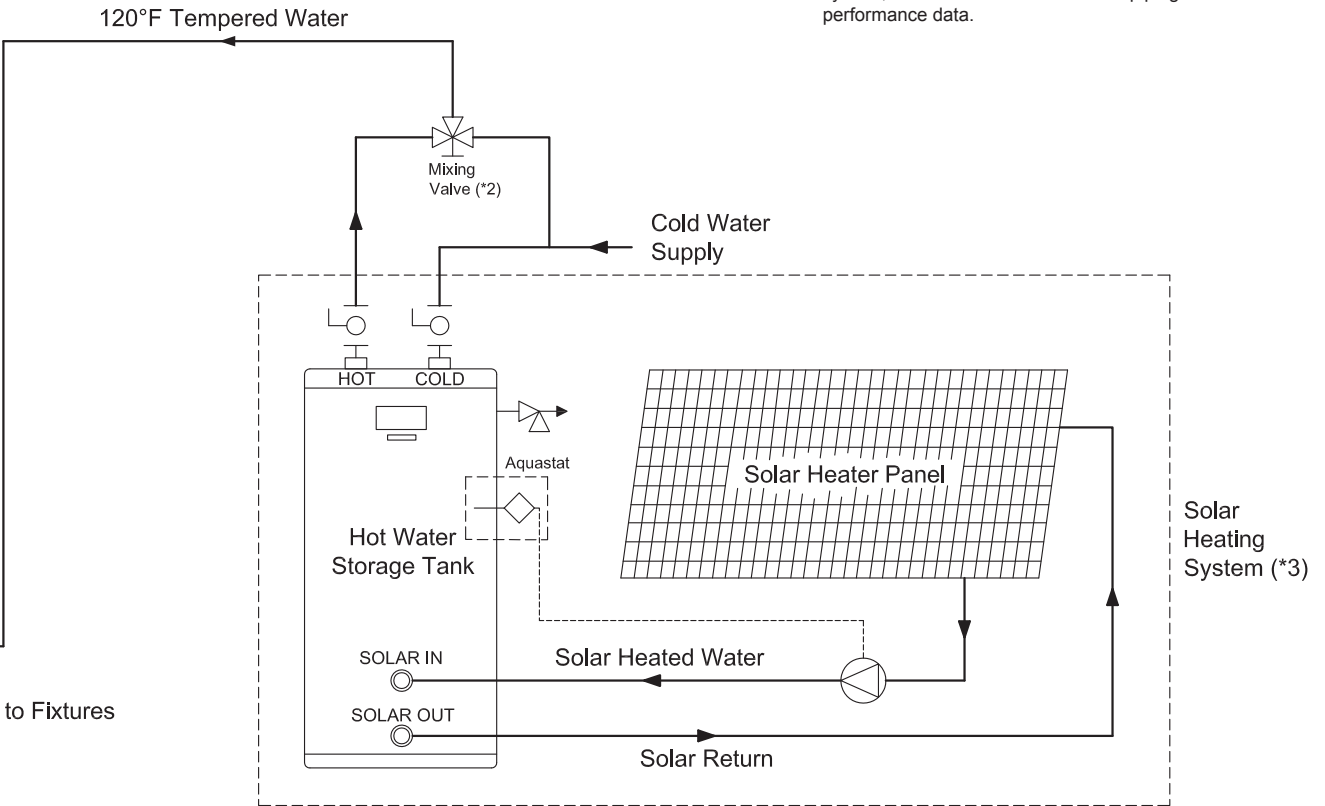 performance data.
120°F Tempered Water
Mixing
Valve (*2)
Cold Water
Supply
HOT
COLD
Aquastat
Solar Heater Panel
Hot Water
Storage Tank
Solar
Heating
System (*3)
SOLAR IN
Solar Heated Water
to Fixtures
SOLAR OUT
Solar Return